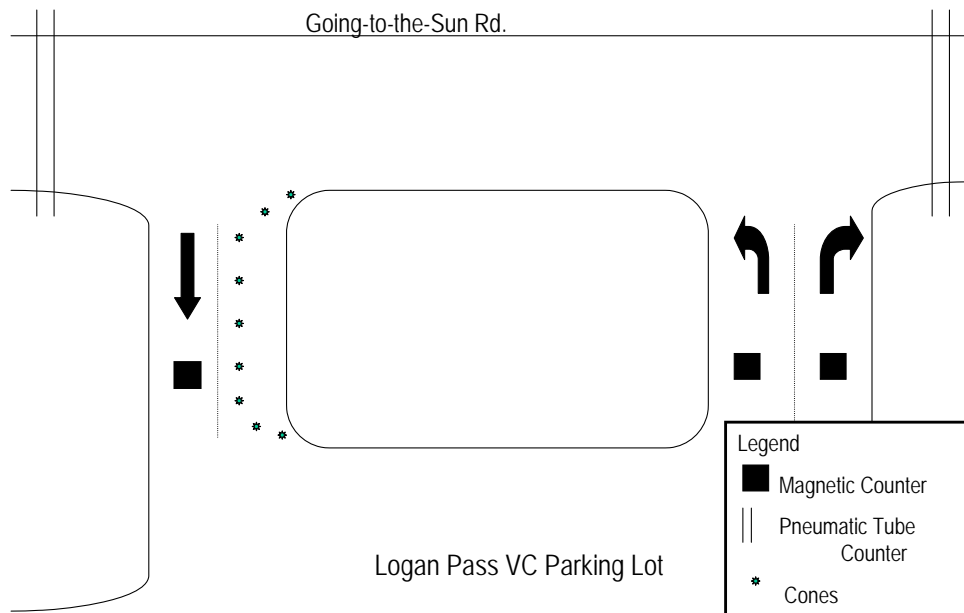 Going-to-the-Sun Rd.
Logan Pass VC Parking Lot
Legend
Magnetic Counter
Pneumatic Tube
Counter
Cones